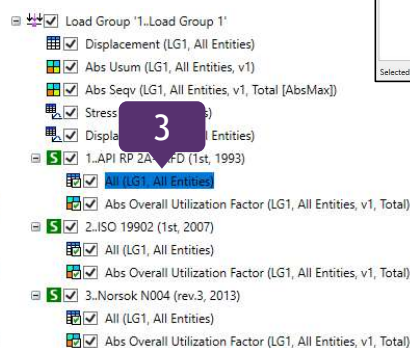 Load Group '1..Load Group 1'
Displacement (LG1, All Entities)
Abs Usum (LG1, All Entities, v1)
Abs Seqv (LG1, All Entities, v1, Total [AbsMax])
Selected
Stress s)
Displa l Entities)
3
1..API RP 2A- FD (1st, 1993)
All (LG1, All Entities)
Abs Overall Utilization Factor (LG1, All Entities, v1, Total)
S 2..ISO 19902 (1st, 2007)
All (LG1, All Entities)
Abs Overall Utilization Factor (LG1, All Entities, v1, Total)
S 3..Norsok N004 (rev.3, 2013)
All (LG1, All Entities)
Abs Overall Utilization Factor (LG1, All Entities, v1, Total)